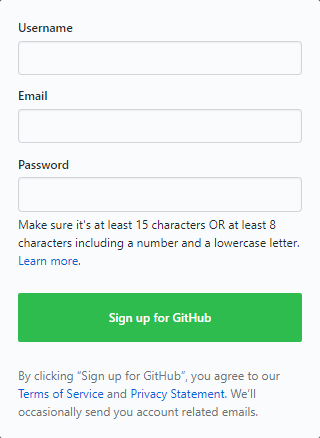 Username
Email
Password
Make sure it's at least 15 characters OR at least 8
characters including a number and a lowercase letter.
Learn more.
Sign up for GitHub
By clicking “Sign up for GitHub”, you agree to our
Terms of Service and Privacy Statement. We’ll
occasionally send you account related emails.